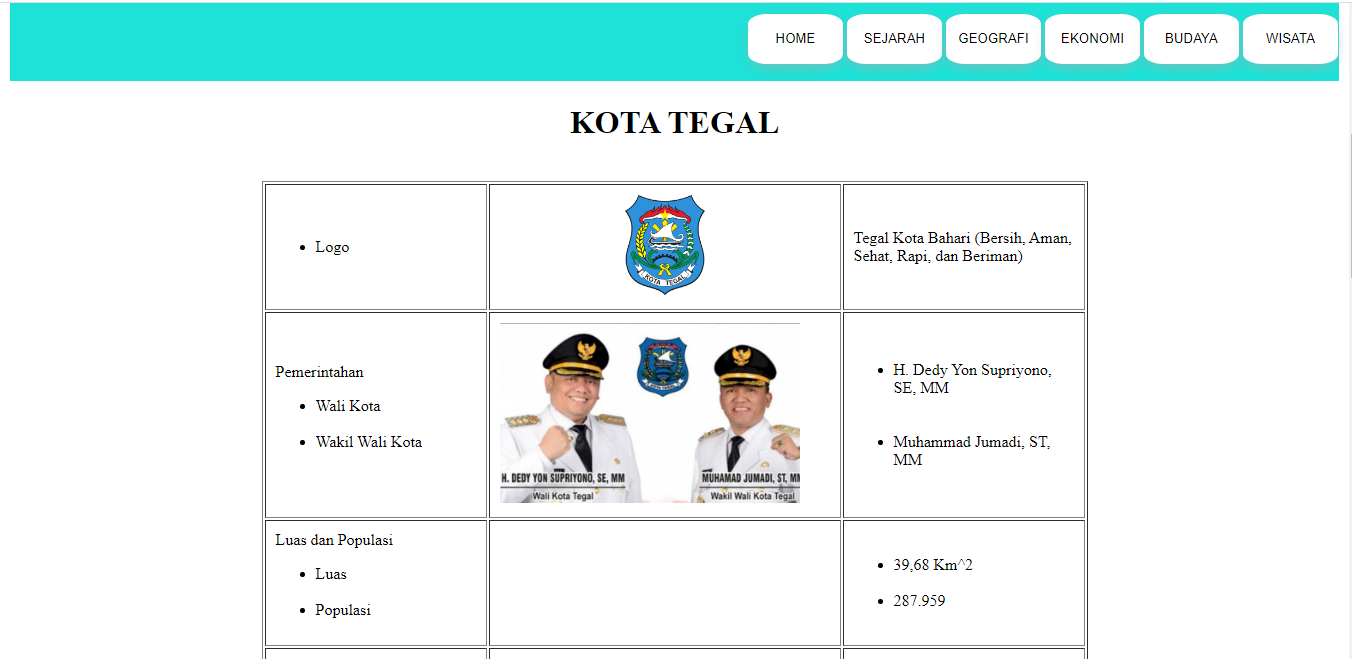 HOME SEJARAH GEOGRAFI EKONOMI BUDAYA WISATA
KOTA TEGAL
Logo
KOTA TEGAL
Tegal Kota Bahari (Bersih, Aman,
Sehat, Rapi, dan Beriman)
Pemerintahan
Wali Kota
Wakil Wali Kota
H. DEDY YON SUPRIYONO, SE, MM
Wali Kota Tegal
MUHAMAD JUMADI, ST, MM
Wakil Wali Kota Tegal
H. Dedy Yon Supriyono,
SE, MM
Muhammad Jumadi, ST,
MM
Luas dan Populasi
Luas
Populasi
39,68 Km^2
287.959